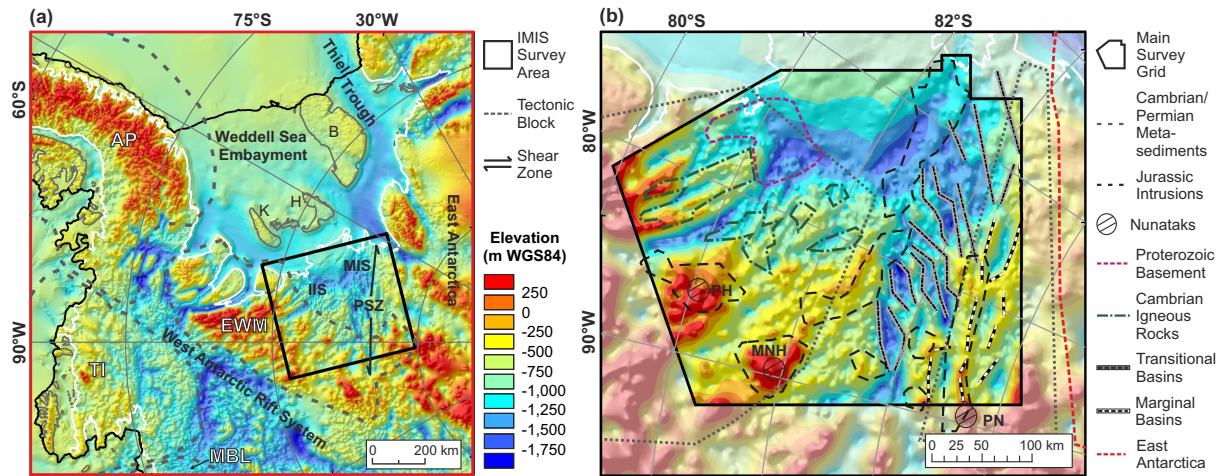 (a)
75°S
30°W
60°S
90°W
AP
Thiell Trough
B
Weddell Sea
Embayment
H
K
MIS
IIS
PSZ
EWM
East Antarctica
West Antarctic Rift System
TI
MBL
0 200 km
IMIS
Survey
Area
Tectonic
Block
Shear
Zone
Elevation
(m WGS84)
250
0
-250
-500
-750
-1,000
-1,250
-1,500
-1,750
(b)
80°S
82°S
80°W
90°W
PH
MNH
PN
0 25 50 100 km
Main
Survey
Grid
Cambrian/
Permian
Meta-
sediments
Jurassic
Intrusions
Nunataks
Proterozoic
Basement
Cambrian
Igneous
Rocks
Transitional
Basins
Marginal
Basins
East
Antarctica